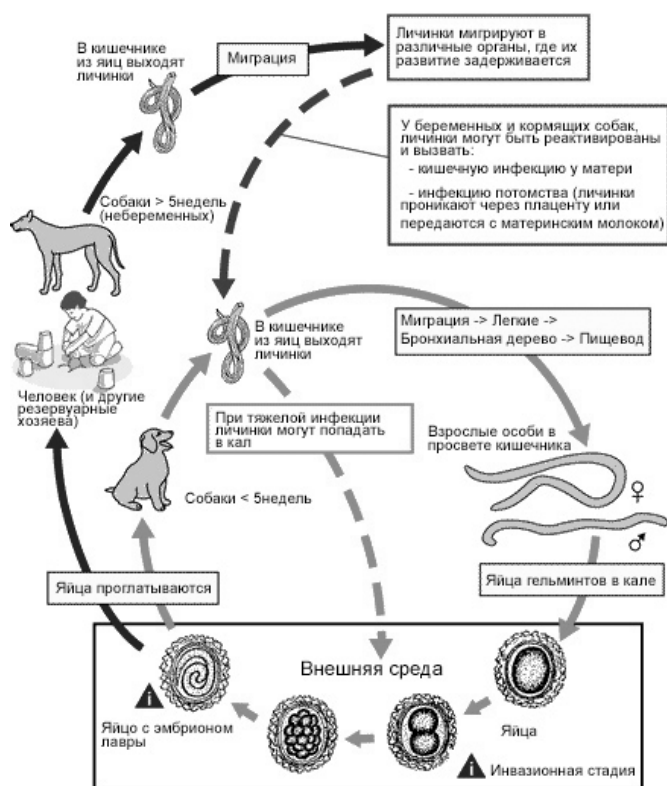 Личинки мигрируют в
различные органы, где их
развитие задерживается
В кишечнике
из яиц выходят
личинки
Миграция
У беременных и кормящих собак,
личинки могут быть реактивированы
и вызвать:
- кишечную инфекцию у матери
- инфекцию потомства (личинки
проникают через плаценту или
передаются с материнским молоком)
Собаки > 5недель
(небеременных)
В кишечнике
из яиц выходят
личинки
Миграция -> Легкие ->
Бронхиальная дерево -> Пищевод
Человек (и другие
резервуарные
хозяева)
При тяжелой инфекции
личинки могут попадать
в кал
Взрослые особи в
просвете кишечника
♀
♂
Собаки < 5недель
Яйца проглатываются
Яйца гельминтов в кале
Внешняя среда
i
Яйцо с эмбрионом
лавры
Яйца
i Инвазионная стадия